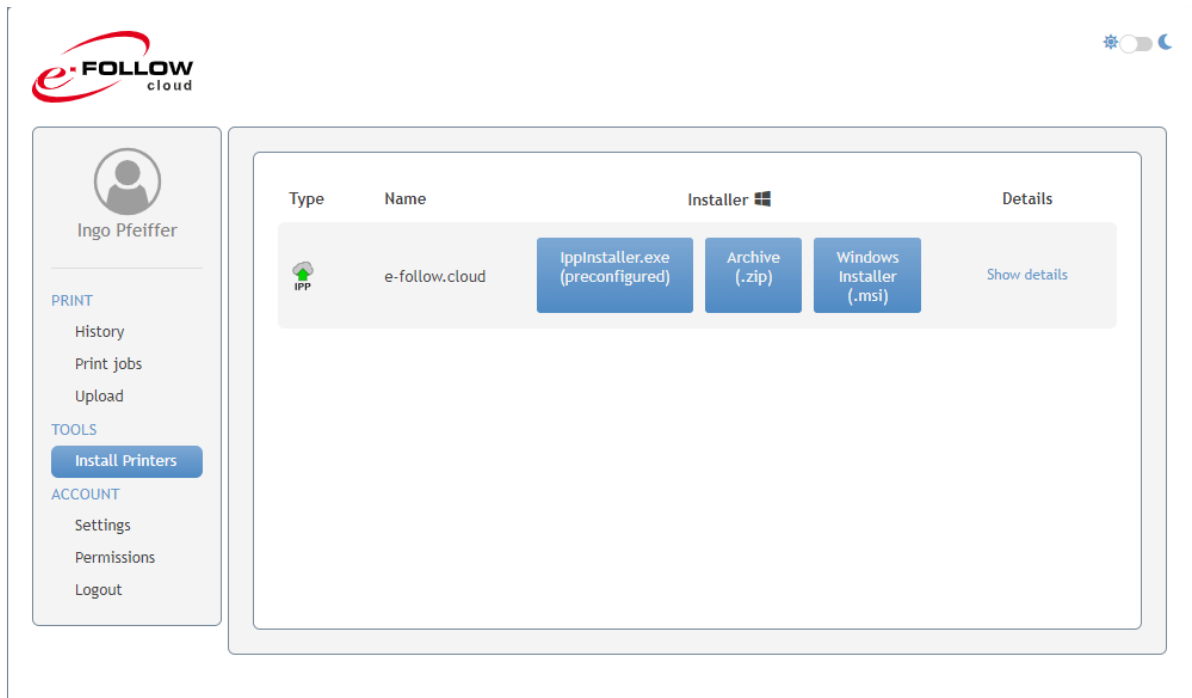 e-FOLLOW
cloud
Ingo Pfeiffer
PRINT
History
Print jobs
Upload
TOOLS
Install Printers
ACCOUNT
Settings
Permissions
Logout
Type Name Installer Details
IPP
e-follow.cloud
IppInstaller.exe
(preconfigured)
Archive
(.zip)
Windows
Installer
(.msi)
Show details